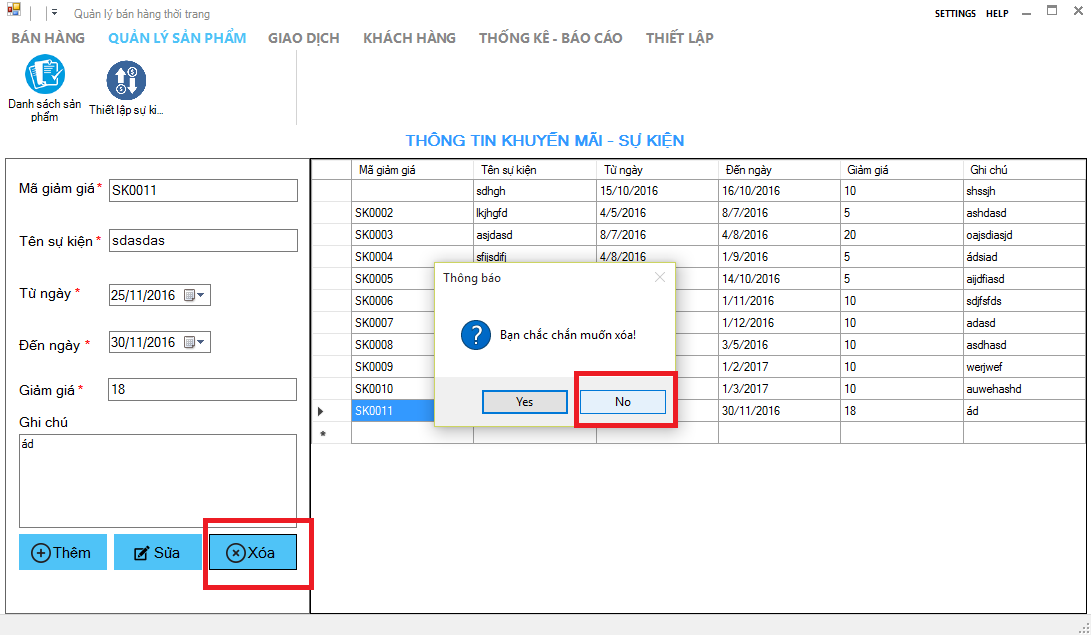 Quản lý bán hàng thời trang
SETTINGS HELP
BÁN HÀNG QUẢN LÝ SẢN PHẨM GIAO DỊCH KHÁCH HÀNG THỐNG KÊ - BÁO CÁO THIẾT LẬP
Danh sách sản
phẩm
Thiết lập sự ki...
THÔNG TIN KHUYẾN MÃI - SỰ KIỆN
Mã giảm giá* SK0011
Tên sự kiện * sdasdas
Từ ngày * 25/11/2016
Đến ngày * 30/11/2016
Giảm giá * 18
Ghi chú
ád
Thêm Sửa Xóa
Mã giảm giá Tên sự kiện Từ ngày Đến ngày Giảm giá Ghi chú
sdhgh 15/10/2016 16/10/2016 10 shssjh
SK0002 lkjhgfd 4/5/2016 8/7/2016 5 ashdasd
SK0003 asjdasd 8/7/2016 4/8/2016 20 oajsdiasjd
SK0004 sfijsdifj 4/8/2016 1/9/2016 5 ádsiad
SK0005 14/10/2016 5 aijdfiasd
SK0006 1/11/2016 10 sdjfsfds
SK0007 1/12/2016 10 adasd
SK0008 3/5/2016 10 asdhasd
SK0009 1/2/2017 10 werjwef
SK0010 1/3/2017 10 auwehashd
SK0011 30/11/2016 18 ád
*
Thông báo
Bạn chắc chắn muốn xóa!
Yes No